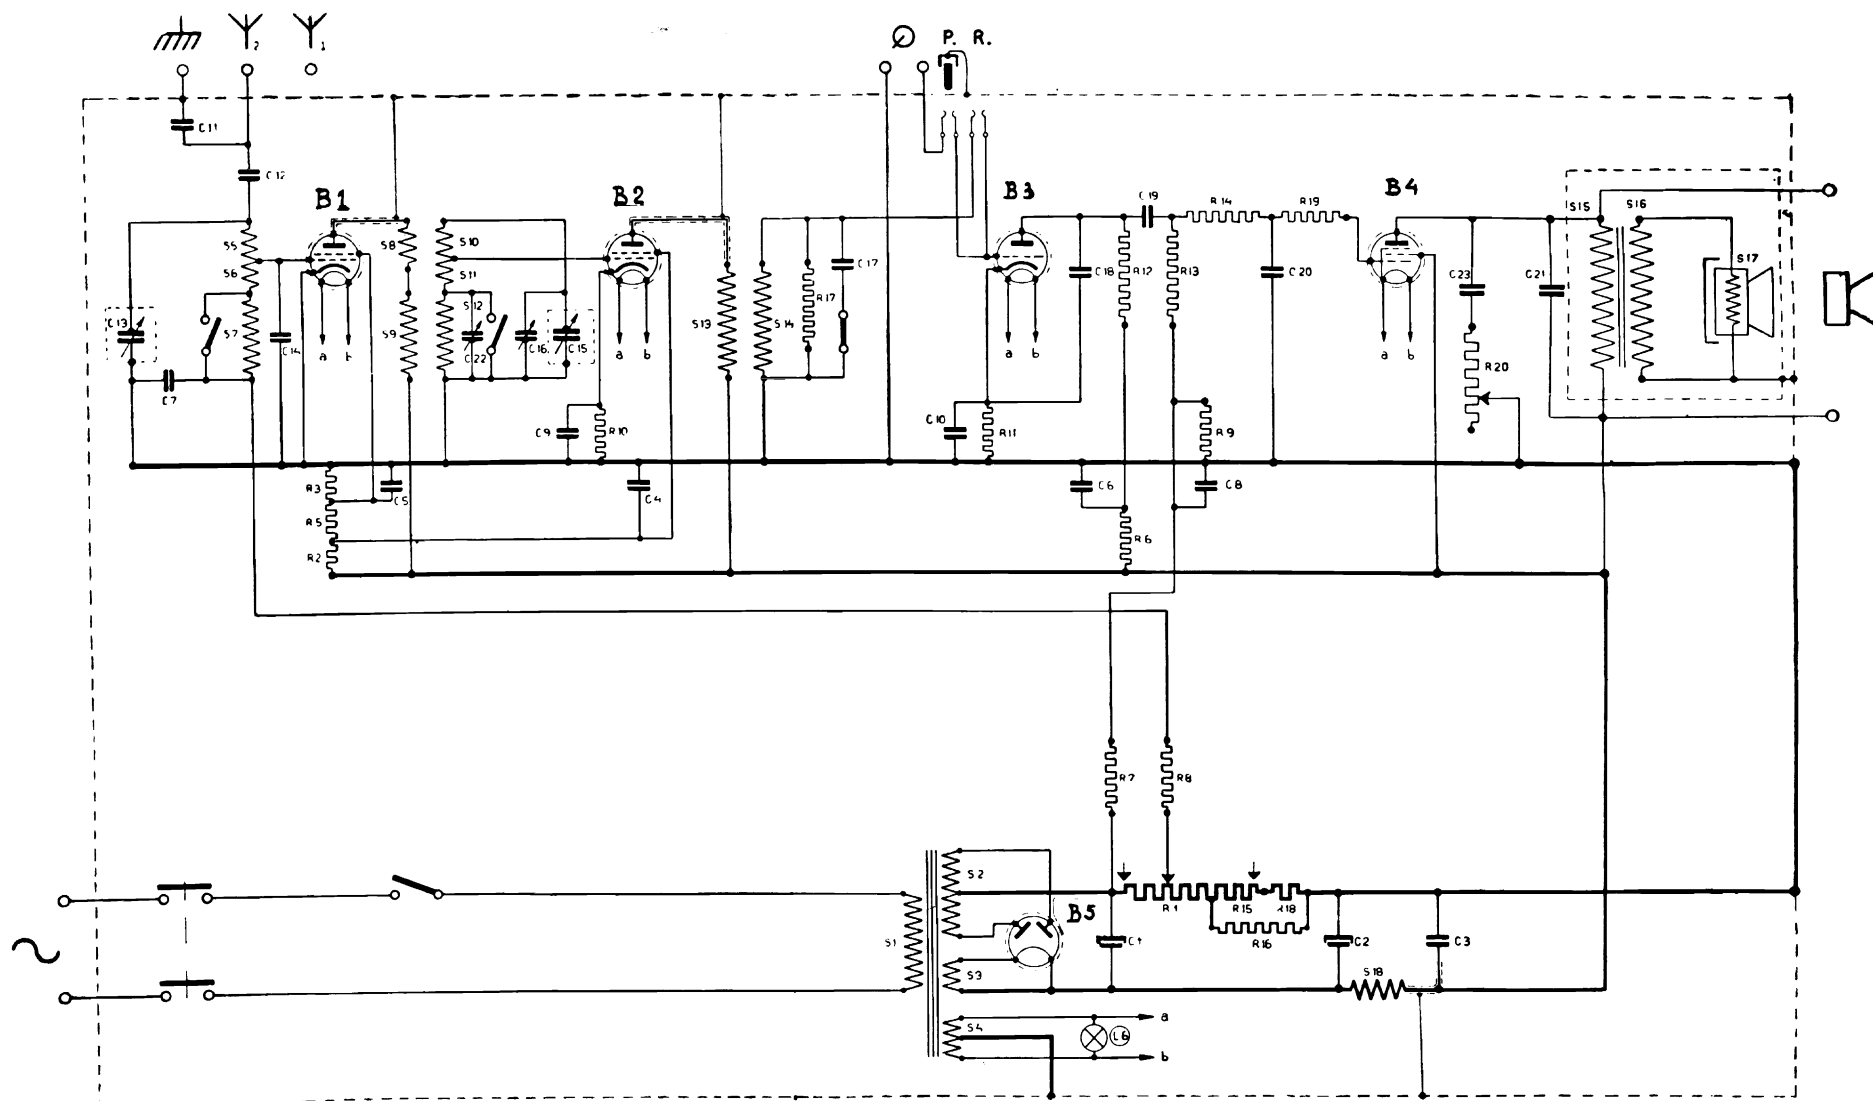 2 1
P. R.
C11
C12
B1 B2 B3 B4
C19
R14 R19
S5 S8 S10 S15 S16
S6 S11 C17 C18 R12 R13 C20 C23 C21 S17
R17
C13 S7 C14 S9 S12 C22 C16 C15 S13 S14
a b a b a b a b
R20
C7
C9 R10 C10 R11 R9
R3 C5 C4 C6 C8
R5
R2 R6
R7 R8
S2
B5
R1 R15 R18
S1 C1 R16 C2 C3
S3 S18
S4 L6 a
b